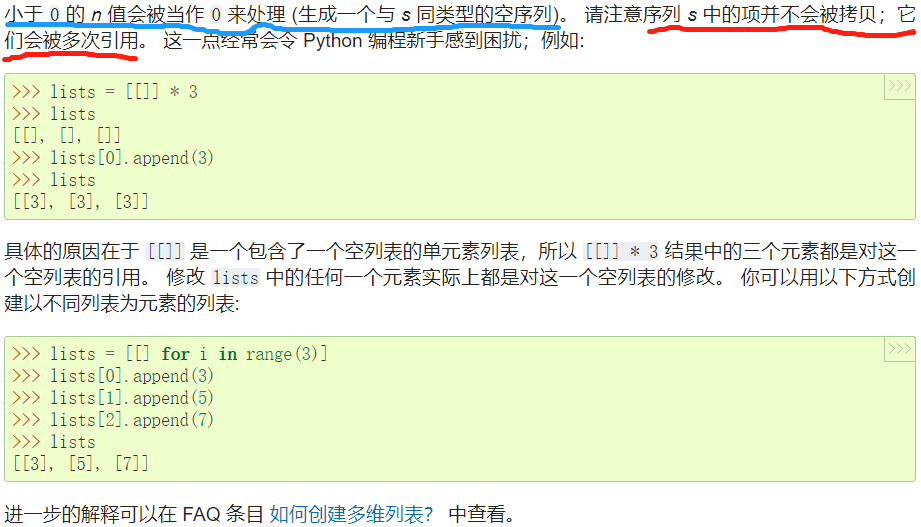 小于 0 的 n 值会被当作 0 来处理 (生成一个与 s 同类型的空序列)。 请注意序列 s 中的项并不会被拷贝；它
们会被多次引用。 这一点经常会令 Python 编程新手感到困扰；例如:
>>>
>>> lists = [[]] * 3
>>> lists
[[], [], []]
>>> lists[0].append(3)
>>> lists
[[3], [3], [3]]
具体的原因在于 [[]] 是一个包含了一个空列表的单元素列表，所以 [[]] * 3 结果中的三个元素都是对这一
个空列表的引用。 修改 lists 中的任何一个元素实际上都是对这一个空列表的修改。 你可以用以下方式创
建以不同列表为元素的列表:
>>>
>>> lists = [[] for i in range(3)]
>>> lists[0].append(3)
>>> lists[1].append(5)
>>> lists[2].append(7)
>>> lists
[[3], [5], [7]]
进一步的解释可以在 FAQ 条目 如何创建多维列表？ 中查看。